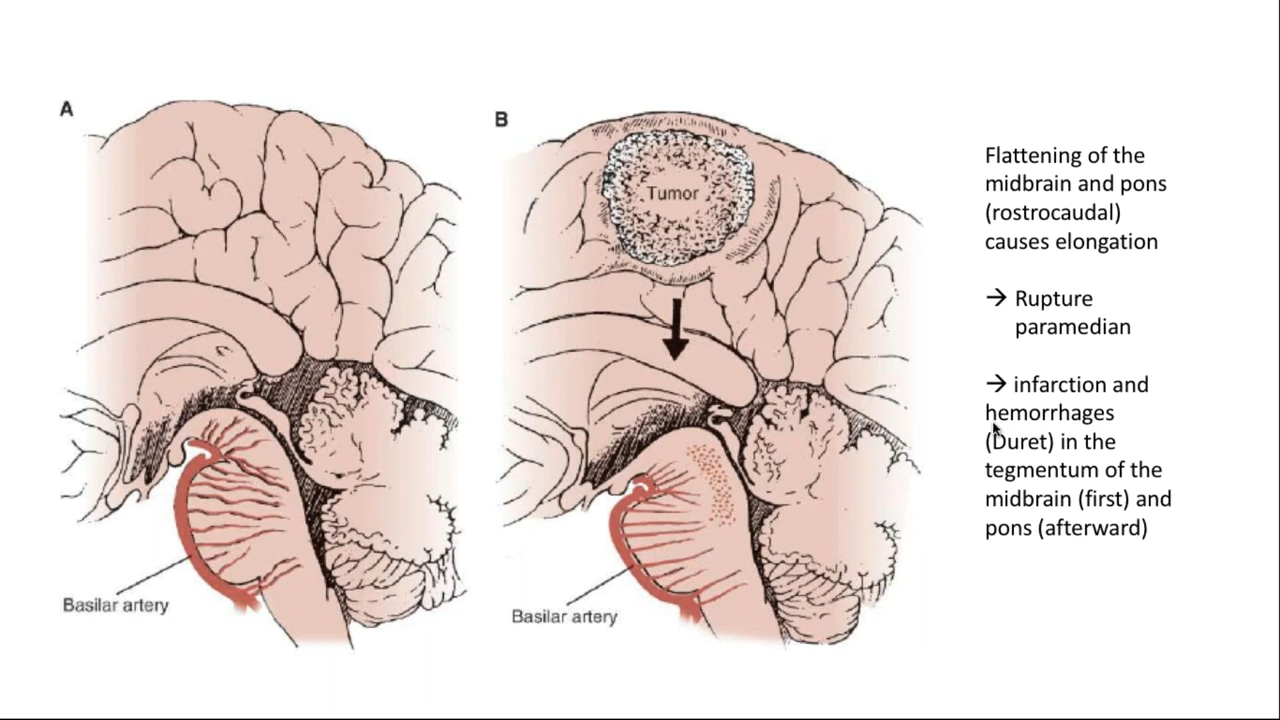 A
B
Tumor
Basilar artery
Basilar artery
Flattening of the
midbrain and pons
(rostrocaudal)
causes elongation
→ Rupture
paramedian
→ infarction and
hemorrhages
(Duret) in the
tegmentum of the
midbrain (first) and
pons (afterward)